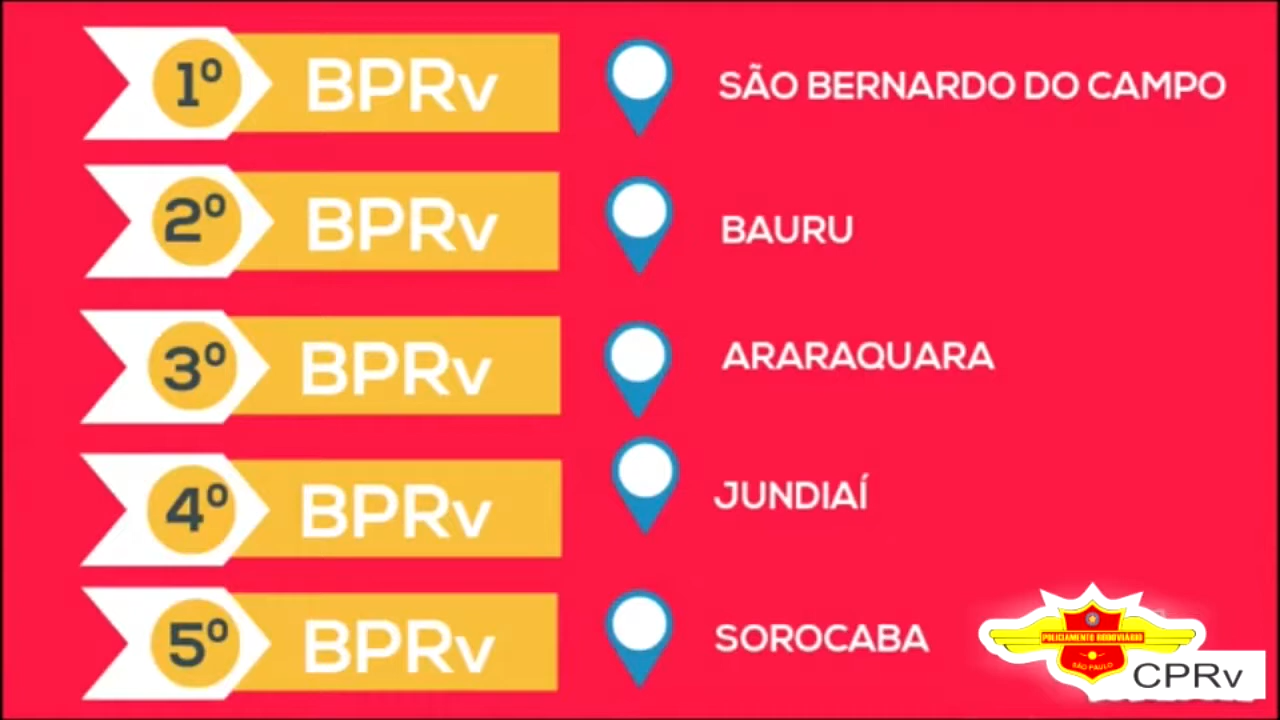 1º BPRv SÃO BERNARDO DO CAMPO
2º BPRv BAURU
3º BPRv ARARAQUARA
4º BPRv JUNDIAÍ
5º BPRv SOROCABA
POLICIAMENTO RODOVIÁRIO
SÃO PAULO
CPRv